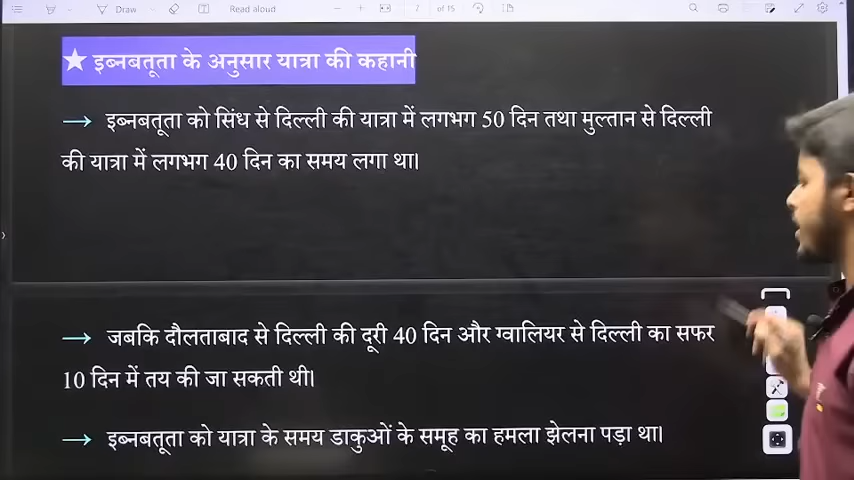 Draw
Read aloud
of 15
★ इब्नबतूता के अनुसार यात्रा की कहानी
→ इब्नबतूता को सिंध से दिल्ली की यात्रा में लगभग 50 दिन तथा मुल्तान से दिल्ली
की यात्रा में लगभग 40 दिन का समय लगा था।
→ जबकि दौलताबाद से दिल्ली की दूरी 40 दिन और ग्वालियर से दिल्ली का सफर
10 दिन में तय की जा सकती थी।
→ इब्नबतूता को यात्रा के समय डाकुओं के समूह का हमला झेलना पड़ा था।